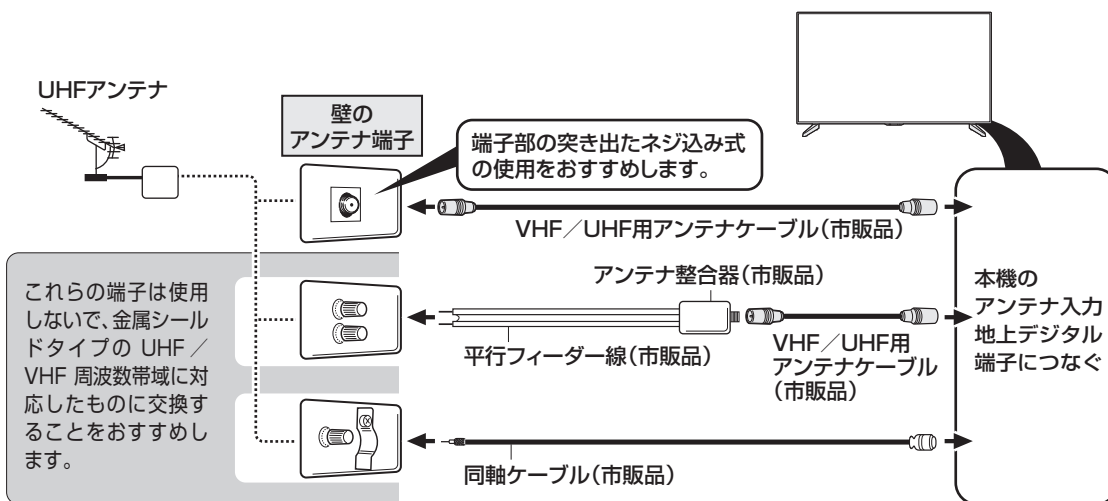 UHFアンテナ
壁の
アンテナ端子
端子部の突き出たネジ込み式
の使用をおすすめします。
VHF／UHF用アンテナケーブル（市販品）
これらの端子は使用
しないで、金属シール
ドタイプの UHF／
VHF 周波数帯域に対
応したものに交換す
ることをおすすめし
ます。
アンテナ整合器（市販品）
平行フィーダー線（市販品）
VHF／UHF用
アンテナケーブル
（市販品）
同軸ケーブル（市販品）
本機の
アンテナ入力
地上デジタル
端子につなぐ